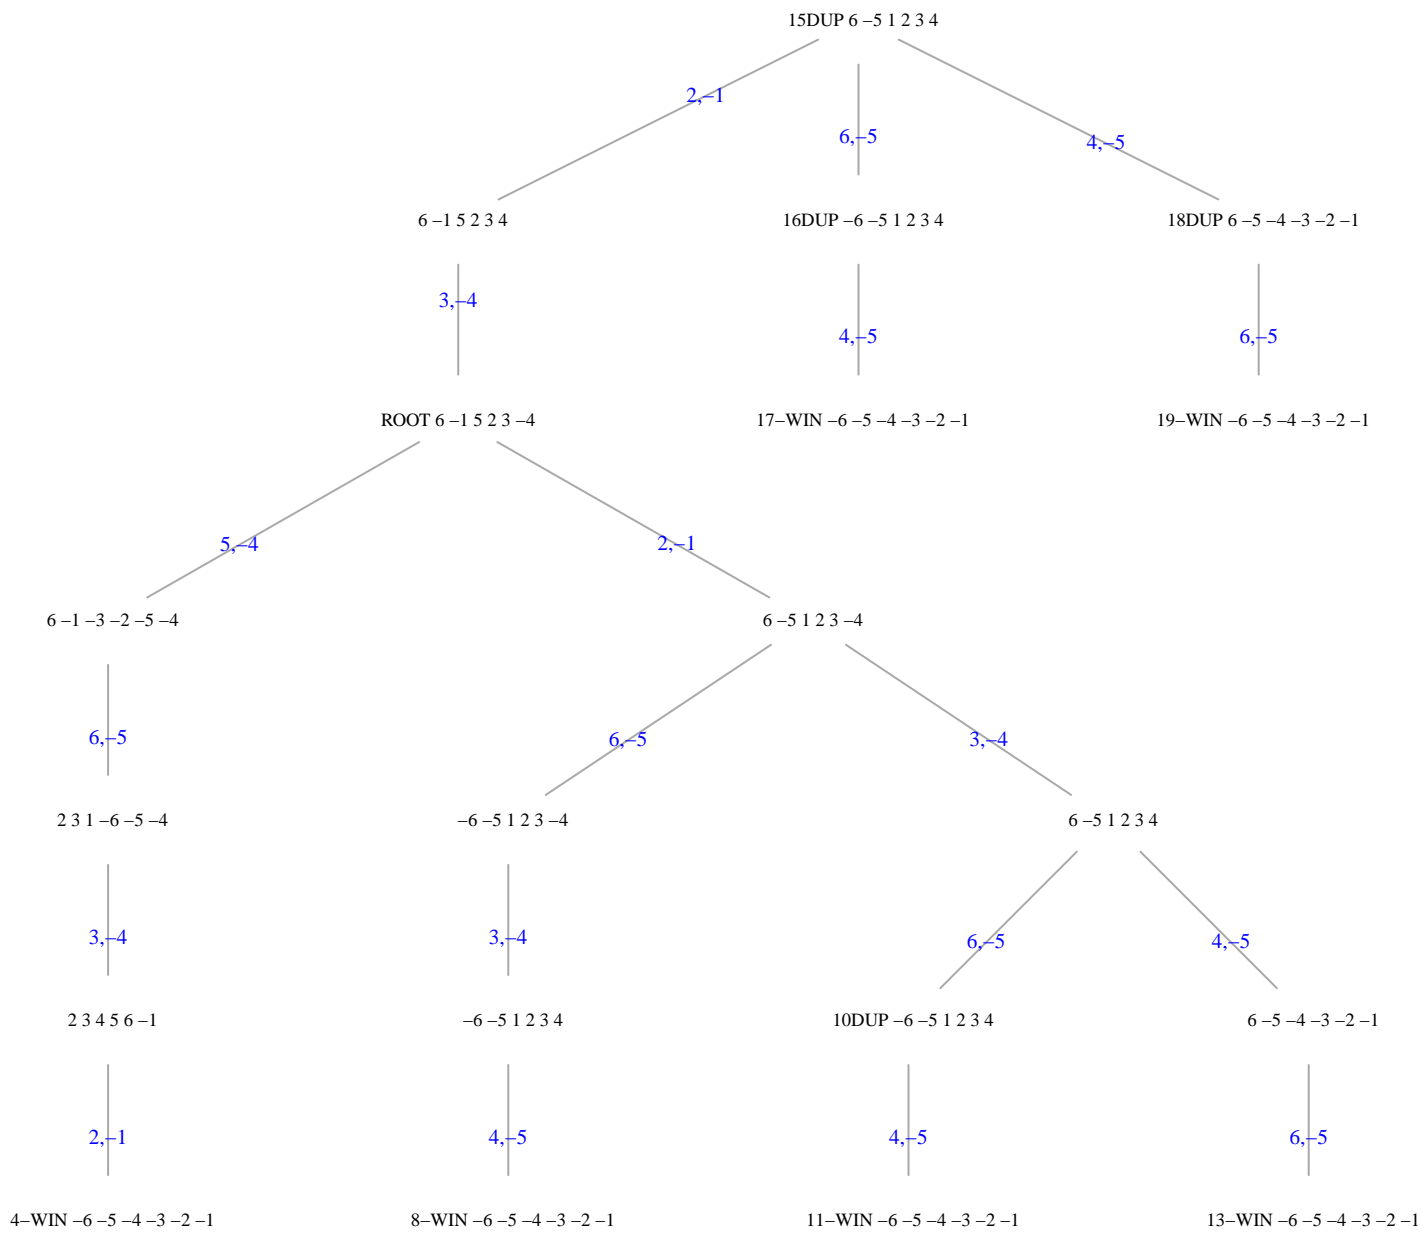 15DUP 6 –5 1 2 3 4
2,–1
6,–5
4,–5
6 –1 5 2 3 4
16DUP –6 –5 1 2 3 4
18DUP 6 –5 –4 –3 –2 –1
3,–4
4,–5
6,–5
ROOT 6 –1 5 2 3 –4
17–WIN –6 –5 –4 –3 –2 –1
19–WIN –6 –5 –4 –3 –2 –1
5,–4
2,–1
6 –1 –3 –2 –5 –4
6 –5 1 2 3 –4
6,–5
6,–5
3,–4
2 3 1 –6 –5 –4
–6 –5 1 2 3 –4
6 –5 1 2 3 4
3,–4
3,–4
6,–5
4,–5
2 3 4 5 6 –1
–6 –5 1 2 3 4
10DUP –6 –5 1 2 3 4
6 –5 –4 –3 –2 –1
2,–1
4,–5
4,–5
6,–5
4–WIN –6 –5 –4 –3 –2 –1
8–WIN –6 –5 –4 –3 –2 –1
11–WIN –6 –5 –4 –3 –2 –1
13–WIN –6 –5 –4 –3 –2 –1